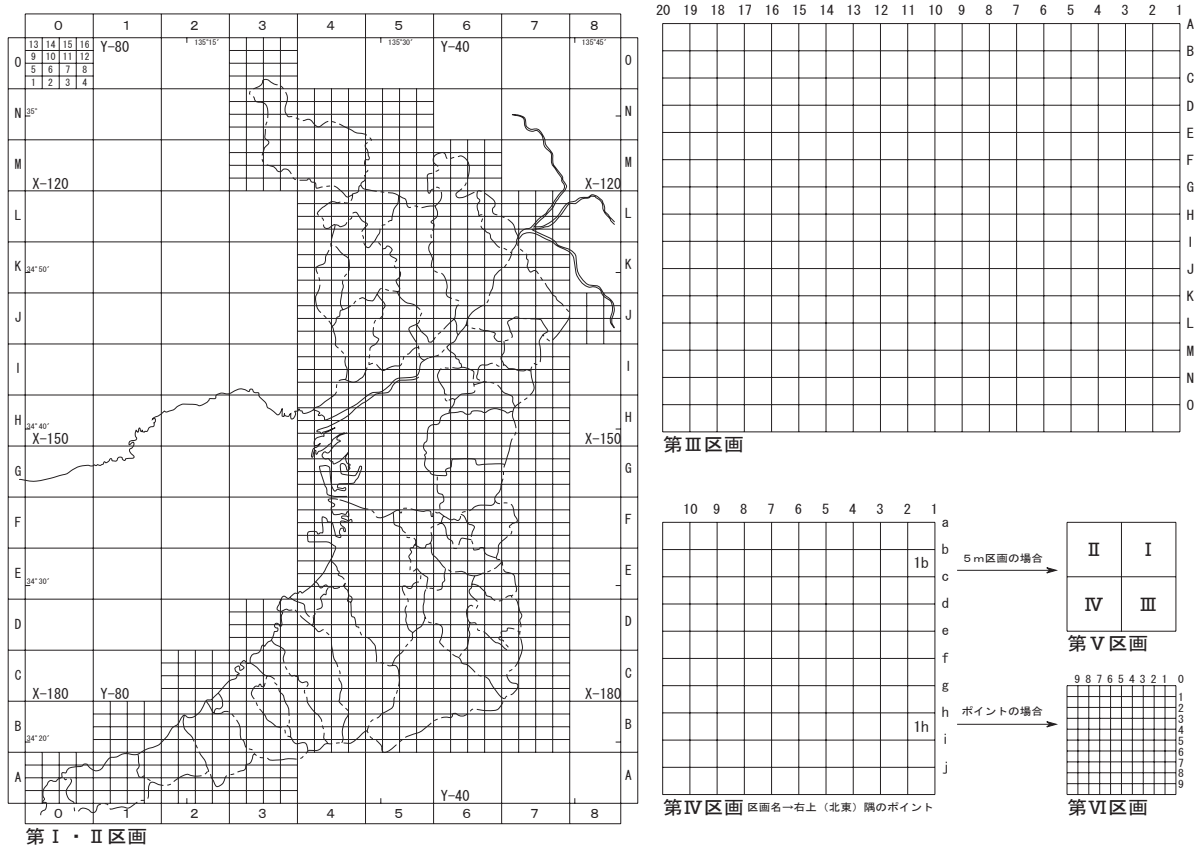 0 1 2 3 4 5 6 7 8
13 14 15 16
9 10 11 12
5 6 7 8
1 2 3 4
Y-80
135°15′
135°30′
Y-40
135°45′
O
O
N
35°
N
M
M
X-120
X-120
L
L
K
34°50′
K
J
J
I
I
H
34°40′
H
X-150
X-150
G
G
F
F
E
34°30′
E
D
D
C
C
X-180
Y-80
X-180
B
34°20′
B
A
A
Y-40
0 1 2 3 4 5 6 7 8
第Ⅰ・Ⅱ区画
20 19 18 17 16 15 14 13 12 11 10 9 8 7 6 5 4 3 2 1
A
B
C
D
E
F
G
H
I
J
K
L
M
N
O
第Ⅲ区画
10 9 8 7 6 5 4 3 2 1
a
b
1b
c
d
e
f
g
h
1h
i
j
第Ⅳ区画 区画名→右上（北東）隅のポイント
5m区画の場合
Ⅱ Ⅰ
Ⅳ Ⅲ
第Ⅴ区画
ポイントの場合
9 8 7 6 5 4 3 2 1 0
1
2
3
4
5
6
7
8
9
第Ⅵ区画